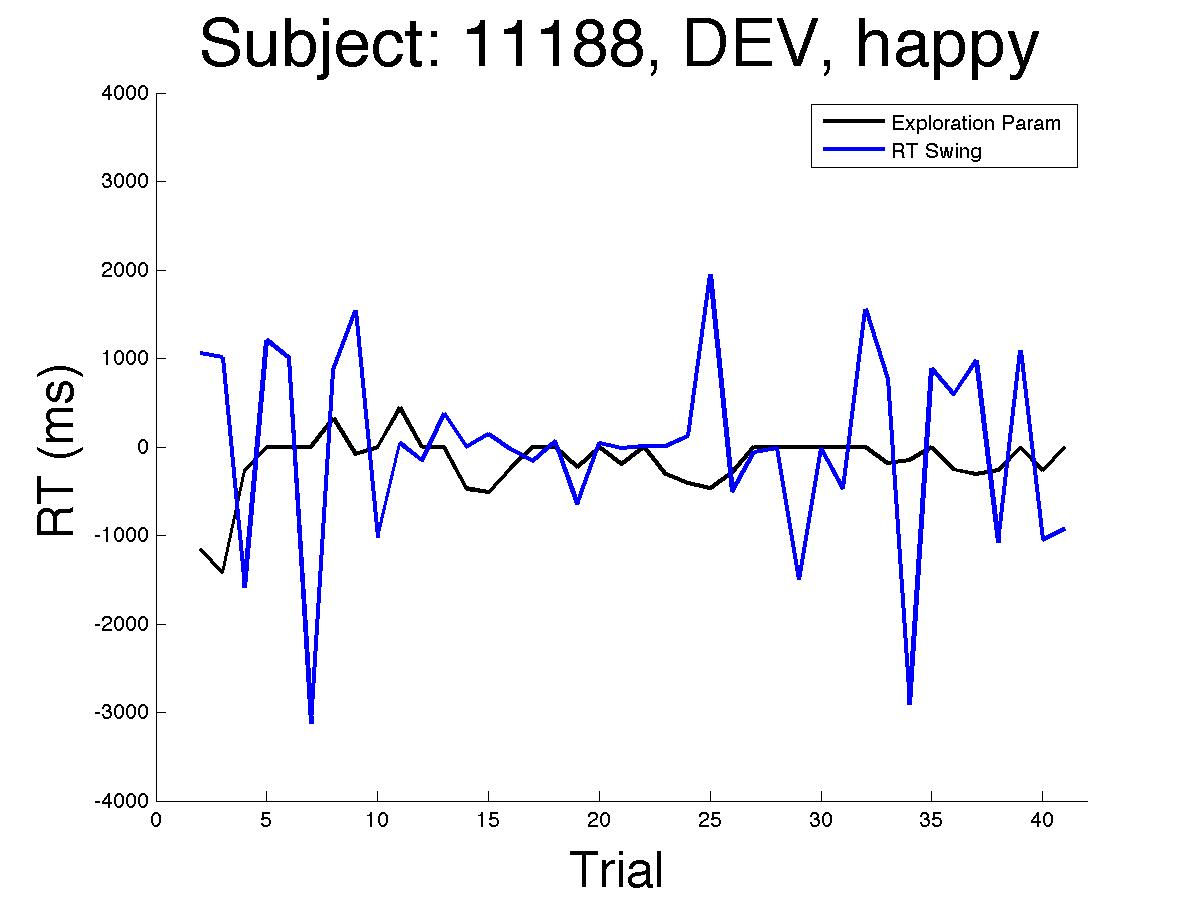 Subject: 11188, DEV, happy
4000
3000
2000
1000
0
-1000
-2000
-3000
-4000
RT (ms)
Exploration Param
RT Swing
0 5 10 15 20 25 30 35 40
Trial